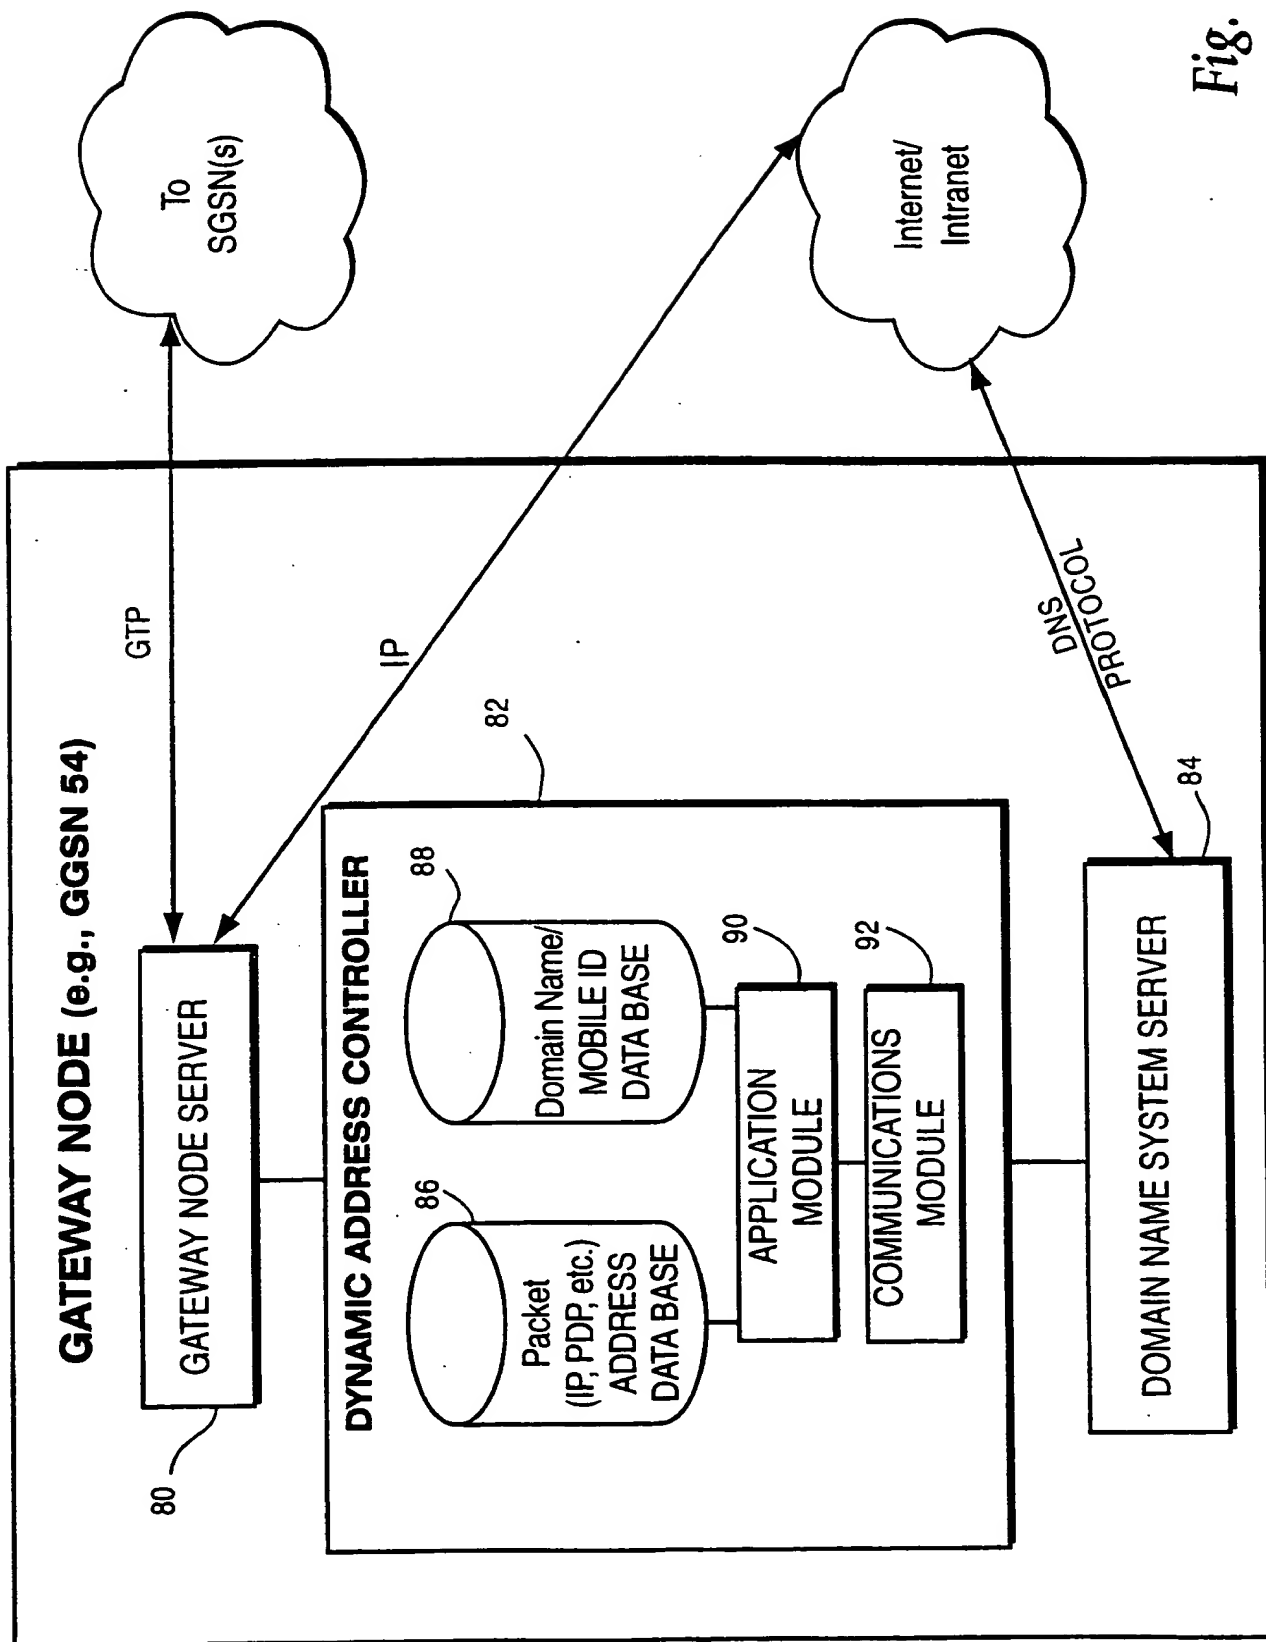 GATEWAY NODE (e.g., GGSN 54)
80
GATEWAY NODE SERVER
GTP
To
SGSN(s)
IP
82
DYNAMIC ADDRESS CONTROLLER
86
Packet
(IP, PDP, etc.)
ADDRESS
DATA BASE
88
Domain Name/
MOBILE ID
DATA BASE
90
APPLICATION
MODULE
92
COMMUNICATIONS
MODULE
Internet/
Intranet
DNS
PROTOCOL
84
DOMAIN NAME SYSTEM SERVER
Fig.